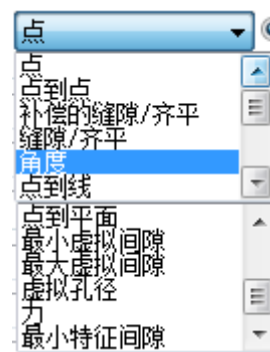 点
点
点到点
补偿的缝隙/齐平
缝隙/齐平
角度
点到线
点到平面
最小虚拟间隙
最大虚拟间隙
虚拟孔径
力
最小特征间隙